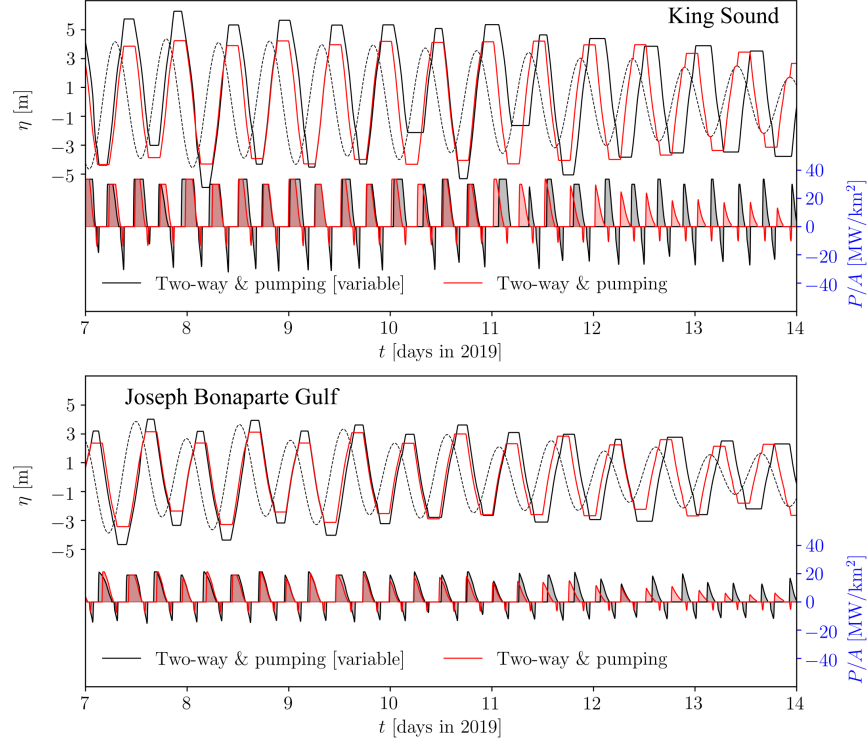 King Sound
5
3
1
−1
−3
−5
η [m]
40
20
0
−20
−40
P/A [MW/km²]
Two-way & pumping [variable] Two-way & pumping
7 8 9 10 11 12 13 14
t [days in 2019]
Joseph Bonaparte Gulf
5
3
1
−1
−3
−5
η [m]
40
20
0
−20
−40
P/A [MW/km²]
Two-way & pumping [variable] Two-way & pumping
7 8 9 10 11 12 13 14
t [days in 2019]